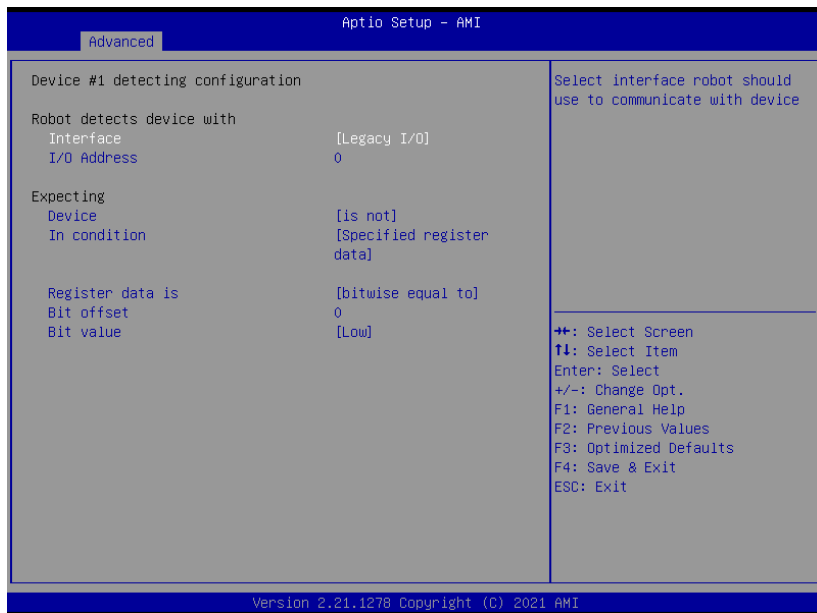 Aptio Setup – AMI
Advanced
Device #1 detecting configuration
Robot detects device with
Interface [Legacy I/O]
I/O Address 0
Expecting
Device [is not]
In condition [Specified register
data]
Register data is [bitwise equal to]
Bit offset 0
Bit value [Low]
Select interface robot should
use to communicate with device
→←: Select Screen
↑↓: Select Item
Enter: Select
+/-: Change Opt.
F1: General Help
F2: Previous Values
F3: Optimized Defaults
F4: Save & Exit
ESC: Exit
Version 2.21.1278 Copyright (C) 2021 AMI